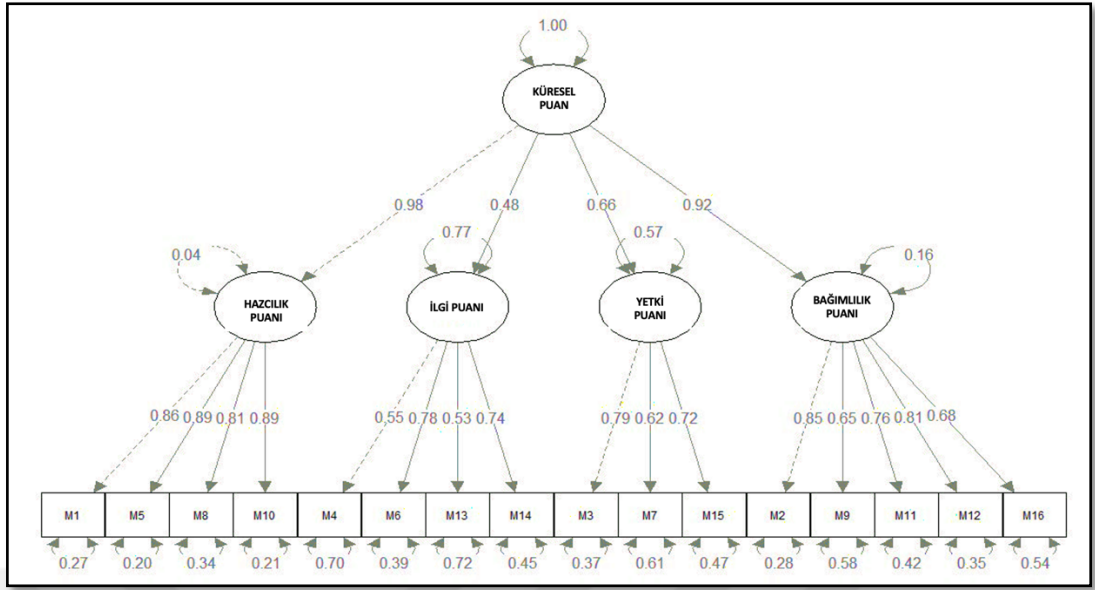 1.00
KÜRESEL
PUAN
0.98 0.48 0.66 0.92
0.04 0.77 0.57 0.16
HAZCILIK
PUANI
İLGİ PUANI
YETKİ
PUANI
BAĞIMLILIK
PUANI
0.86 0.89 0.81 0.89 0.55 0.78 0.53 0.74 0.79 0.62 0.72 0.85 0.65 0.76 0.81 0.68
M1 M5 M8 M10 M4 M6 M13 M14 M3 M7 M15 M2 M9 M11 M12 M16
0.27 0.20 0.34 0.21 0.70 0.39 0.72 0.45 0.37 0.61 0.47 0.28 0.58 0.42 0.35 0.54